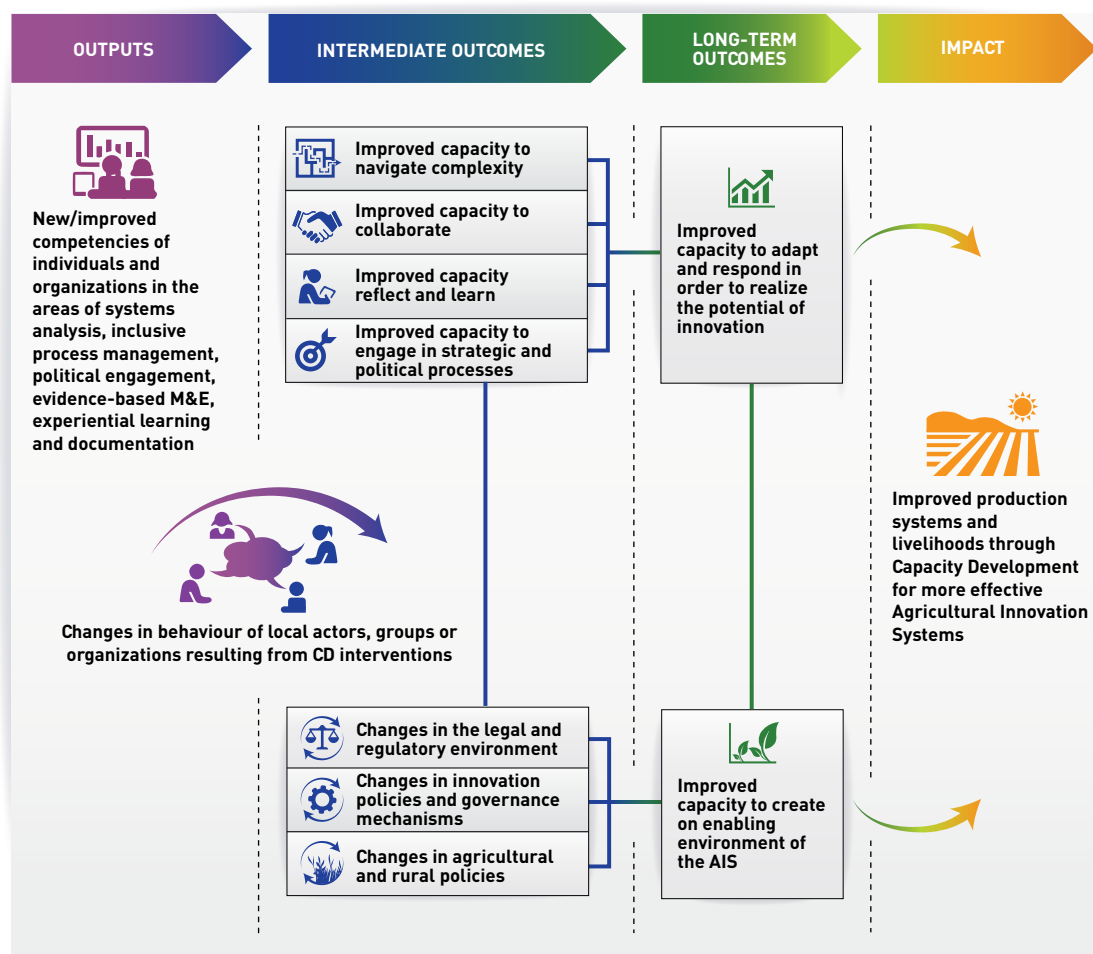 OUTPUTS
INTERMEDIATE OUTCOMES
LONG-TERM
OUTCOMES
IMPACT
New/improved
competencies of
individuals and
organizations in the
areas of systems
analysis, inclusive
process management,
political engagement,
evidence-based M&E,
experiential learning
and documentation
Improved capacity to
navigate complexity
Improved capacity to
collaborate
Improved capacity
reflect and learn
Improved capacity to
engage in strategic and
political processes
Improved
capacity to adapt
and respond in
order to realize
the potential of
innovation
Changes in behaviour of local actors, groups or
organizations resulting from CD interventions
Improved production
systems and
livelihoods through
Capacity Development
for more effective
Agricultural Innovation
Systems
Changes in the legal and
regulatory environment
Changes in innovation
policies and governance
mechanisms
Changes in agricultural
and rural policies
Improved
capacity to create
on enabling
environment of
the AIS